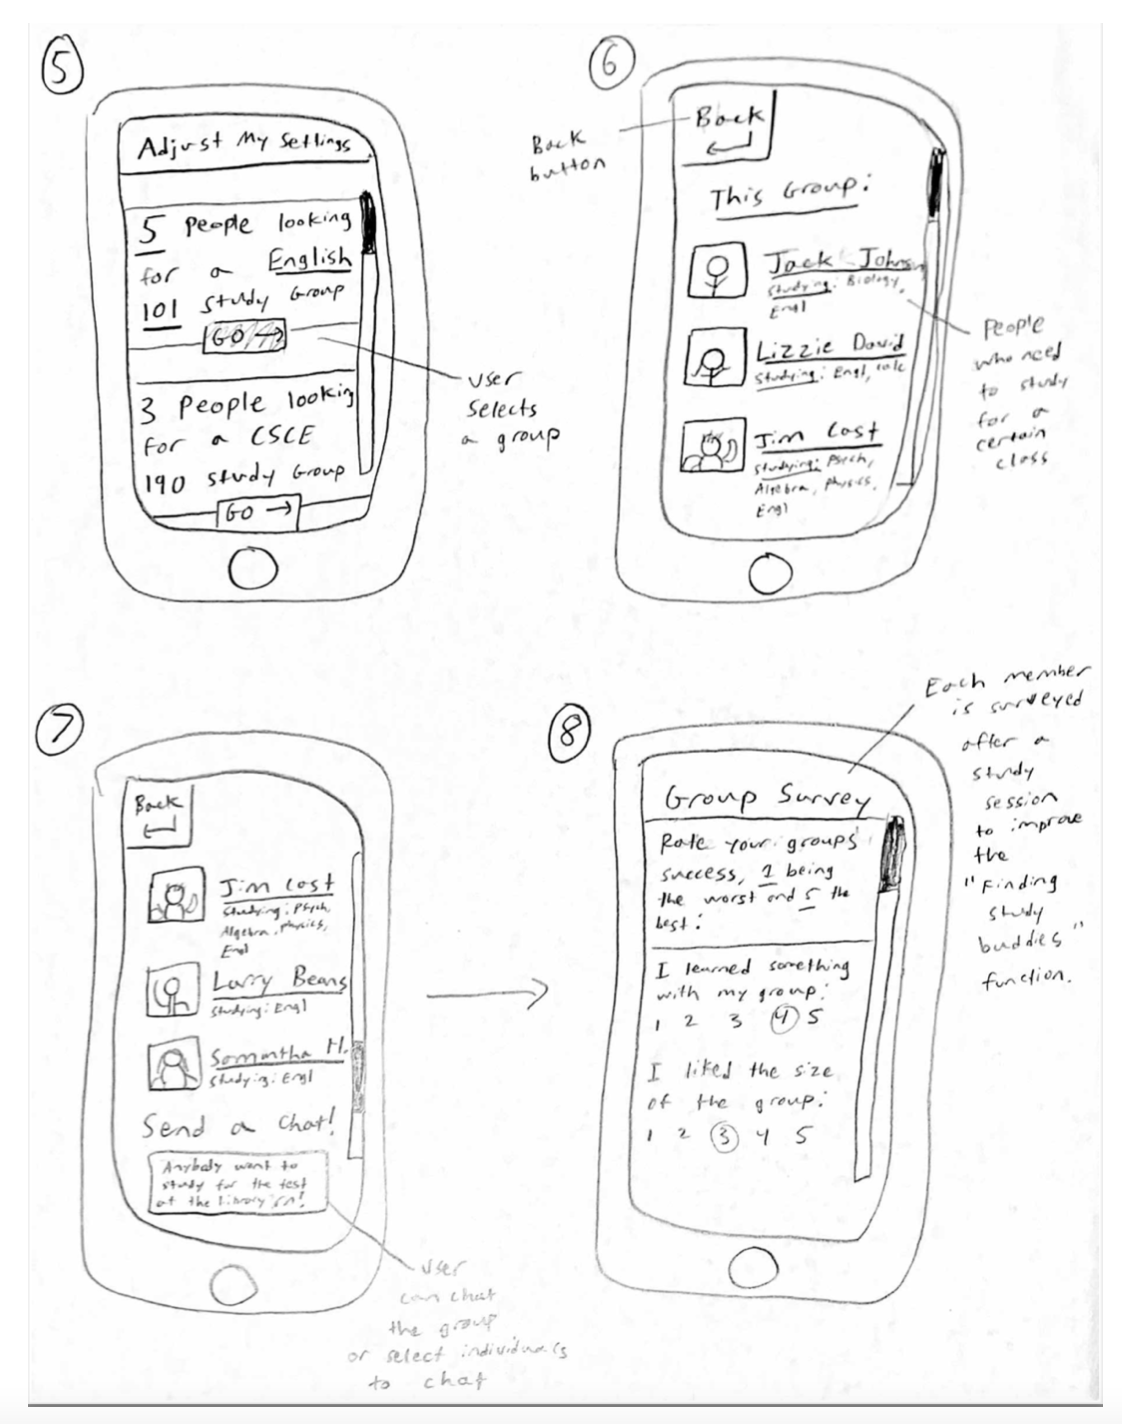 5
Adjust My Settings
5 People looking
for a English
101 study Group
GO →
3 People looking
for a CSCE
190 study Group
GO →
user
selects
a group
6
Back
button
Back
This Group:
Jack Johnson
Studying: Biology,
Engl
Lizzie David
Studying: Engl, calc
Jim Cost
Studying: Psych,
Algebra, Physics,
Engl
People
who need
to study
for a
certain
class
7
Back
Jim Cost
Studying: Psych,
Algebra, Physics,
Engl
Larry Beans
Studying: Engl
Samantha H.
Studying: Engl
Send a Chat!
Anybody want to
study for the test
at the library rn!
User
can chat
the group
or select individuals
to chat
8
Group Survey
Rate your groups
success, 1 being
the worst and 5 the
best:
I learned something
with my group:
1 2 3 4 5
I liked the size
of the group:
1 2 3 4 5
Each member
is surveyed
after a
study
session
to improve
the
"Finding
study
buddies"
function.